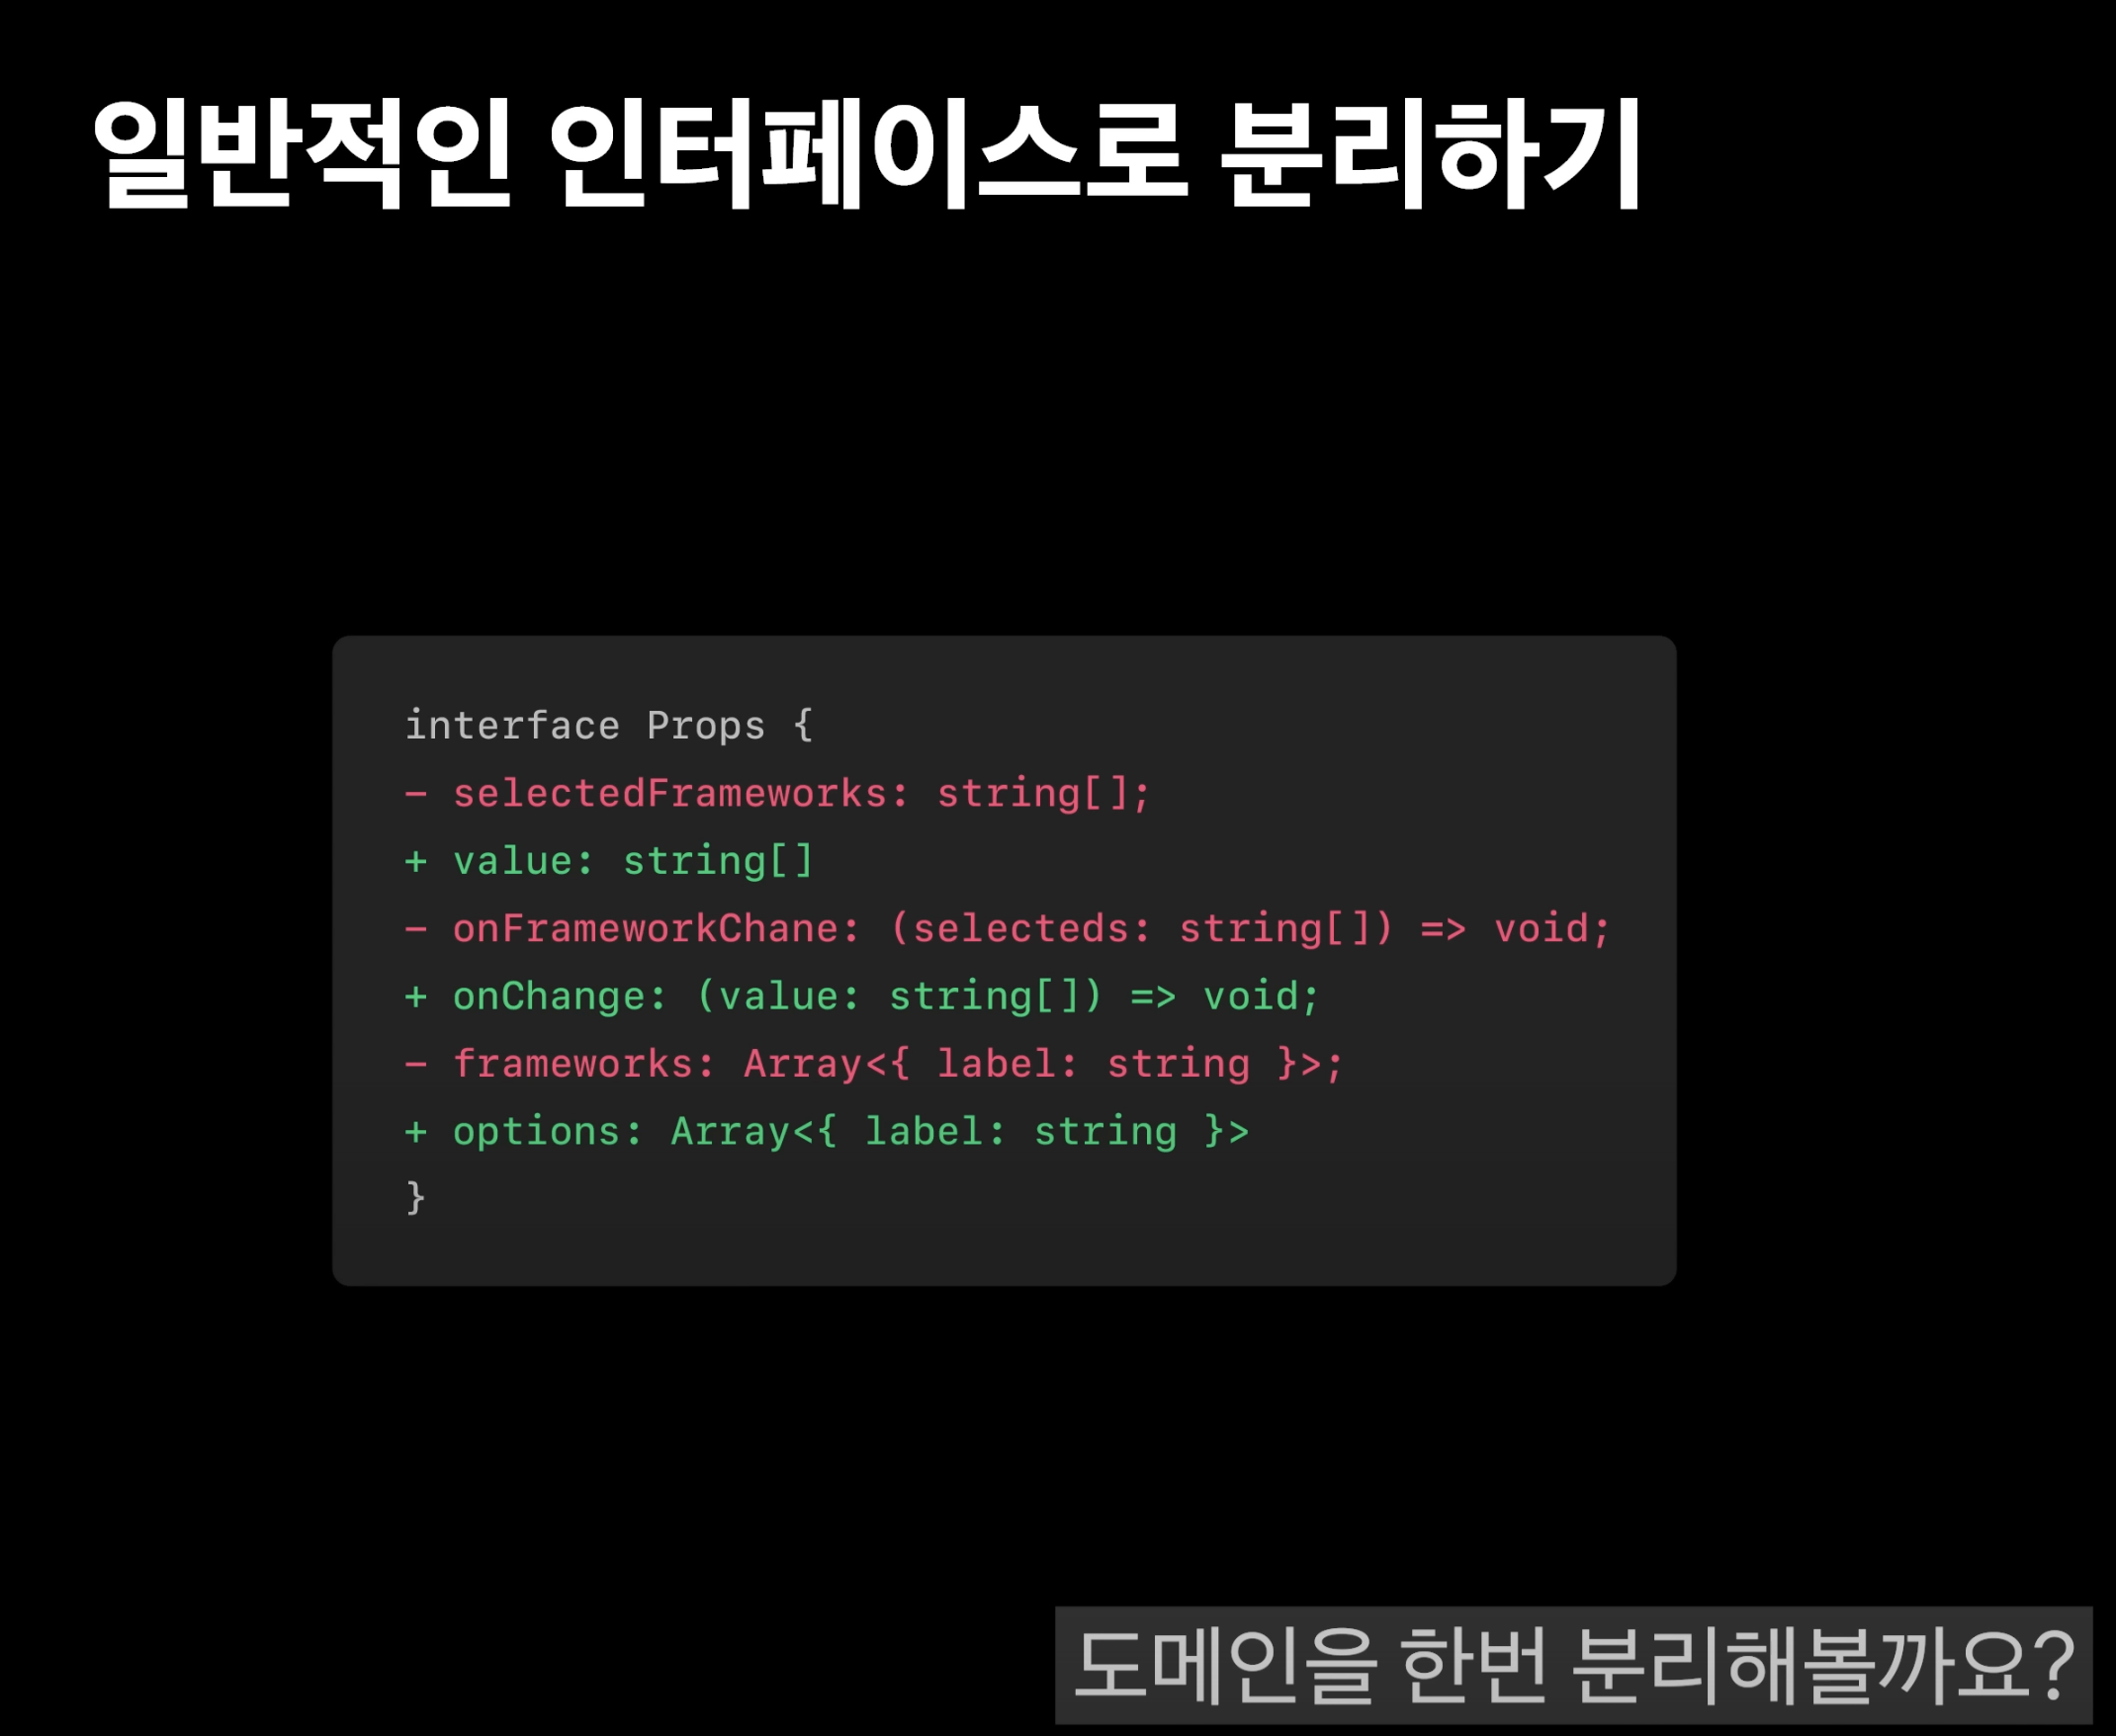 일반적인 인터페이스로 분리하기
interface Props {
- selectedFrameworks: string[];
+ value: string[]
- onFrameworkChane: (selecteds: string[]) => void;
+ onChange: (value: string[]) => void;
- frameworks: Array<{ label: string }>;
+ options: Array<{ label: string }>
}
도메인을 한번 분리해볼까요?